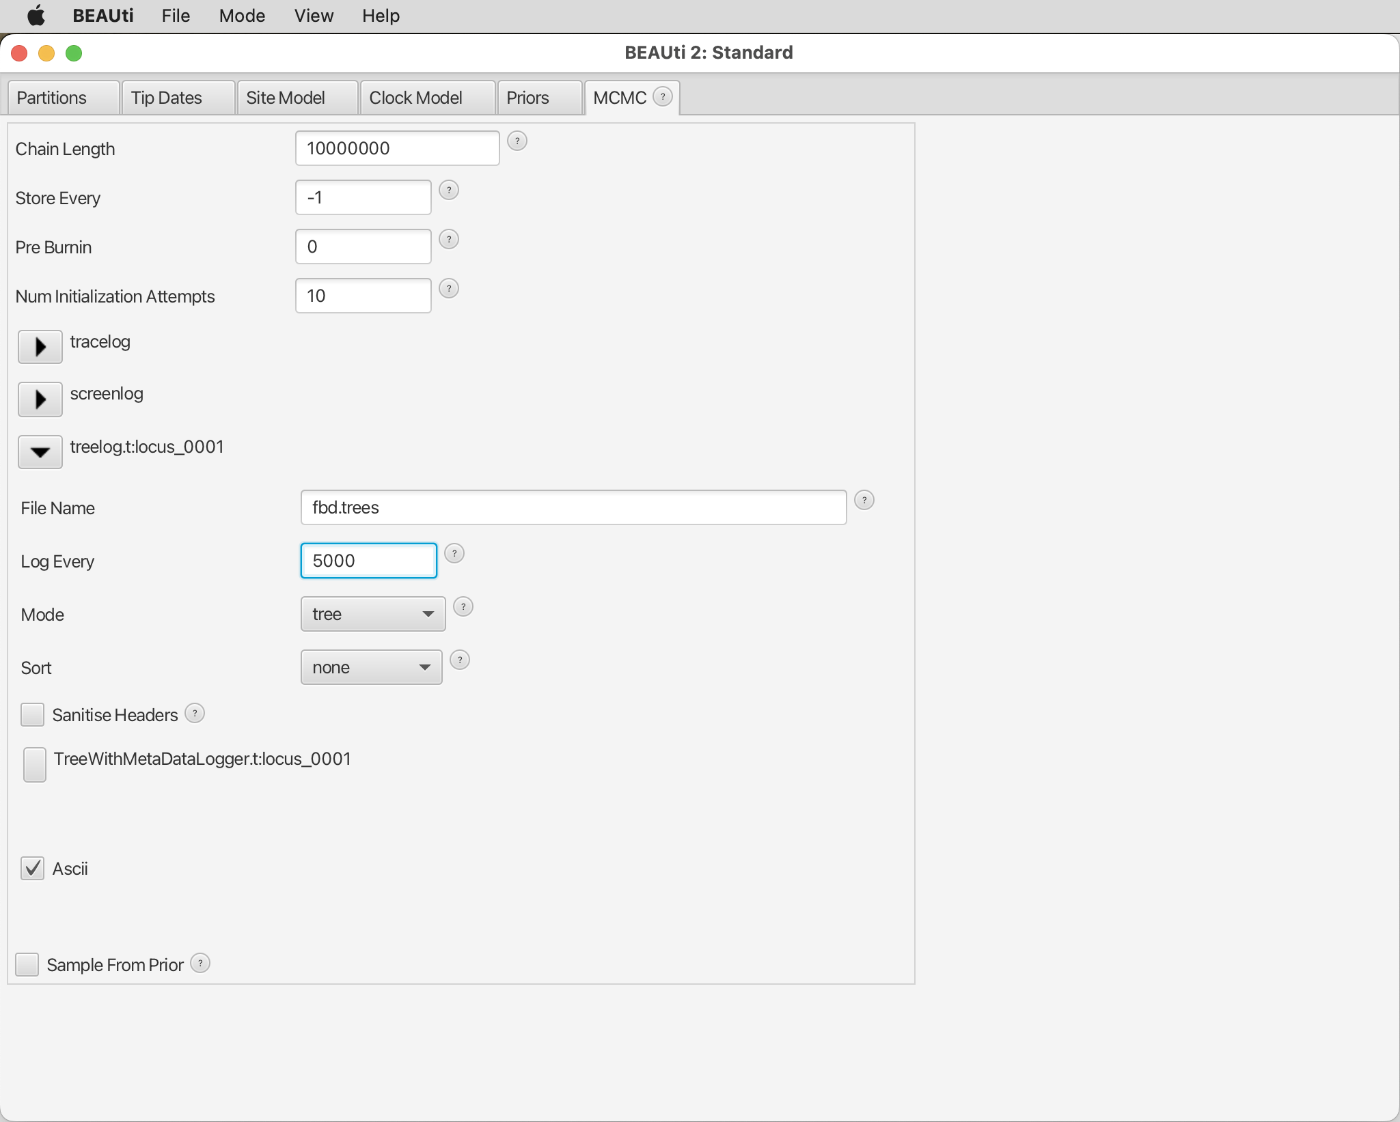 BEAUti File Mode View Help
BEAUti 2: Standard
Partitions Tip Dates Site Model Clock Model Priors MCMC ?
Chain Length 10000000 ?
Store Every -1 ?
Pre Burnin 0 ?
Num Initialization Attempts 10 ?
tracelog
screenlog
treelog.t:locus_0001
File Name fbd.trees ?
Log Every 5000 ?
Mode tree ?
Sort none ?
Sanitise Headers ?
TreeWithMetaDataLogger.t:locus_0001
Ascii
Sample From Prior ?